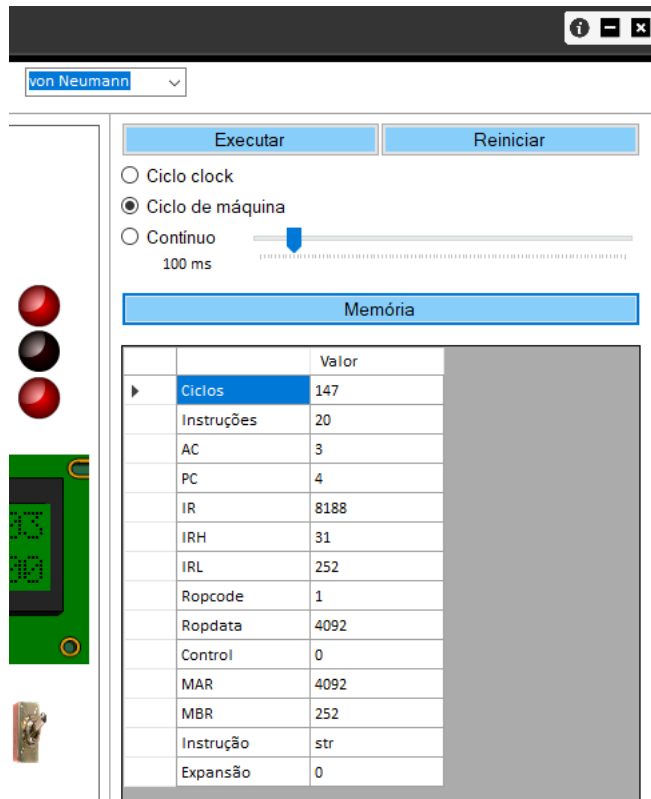 von Neumann
Executar Reiniciar
Ciclo clock
Ciclo de máquina
Contínuo
100 ms
Memória
Valor
Ciclos 147
Instruções 20
AC 3
PC 4
IR 8188
IRH 31
IRL 252
Ropcode 1
Ropdata 4092
Control 0
MAR 4092
MBR 252
Instrução str
Expansão 0